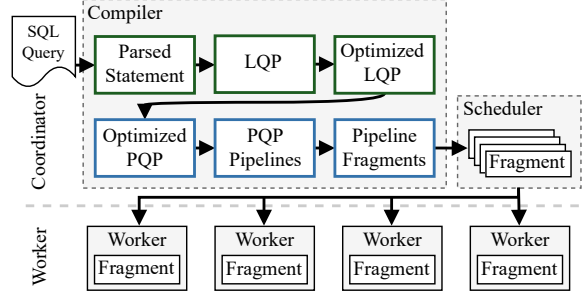 Compiler
SQL
Query
Parsed
Statement
LQP
Optimized
LQP
Coordinator
Optimized
PQP
PQP
Pipelines
Pipeline
Fragments
Scheduler
Fragment
Worker
Worker
Fragment
Worker
Fragment
Worker
Fragment
Worker
Fragment